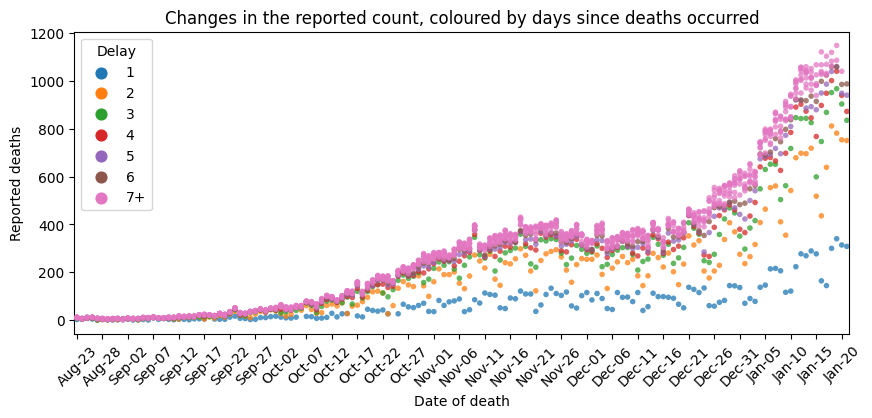 Changes in the reported count, coloured by days since deaths occurred
Reported deaths
1200
1000
800
600
400
200
0
Delay
1
2
3
4
5
6
7+
Aug-23
Aug-28
Sep-02
Sep-07
Sep-12
Sep-17
Sep-22
Sep-27
Oct-02
Oct-07
Oct-12
Oct-17
Oct-22
Oct-27
Nov-01
Nov-06
Nov-11
Nov-16
Nov-21
Nov-26
Dec-01
Dec-06
Dec-11
Dec-16
Dec-21
Dec-26
Dec-31
Jan-05
Jan-10
Jan-15
Jan-20
Date of death